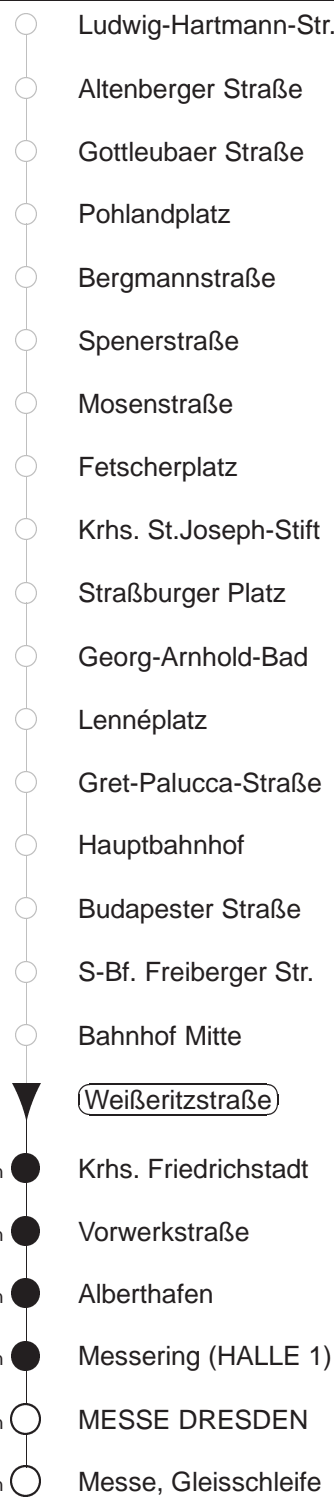 Ludwig-Hartmann-Str.
Altenberger Straße
Gottleubaer Straße
Pohlandplatz
Bergmannstraße
Spenerstraße
Mosenstraße
Fetscherplatz
Krhs. St.Joseph-Stift
Straßburger Platz
Georg-Arnhold-Bad
Lennéplatz
Gret-Palucca-Straße
Hauptbahnhof
Budapester Straße
S-Bf. Freiberger Str.
Bahnhof Mitte
Weißeritzstraße
Krhs. Friedrichstadt
Vorwerkstraße
Alberthafen
Messering (HALLE 1)
MESSE DRESDEN
Messe, Gleisschleife